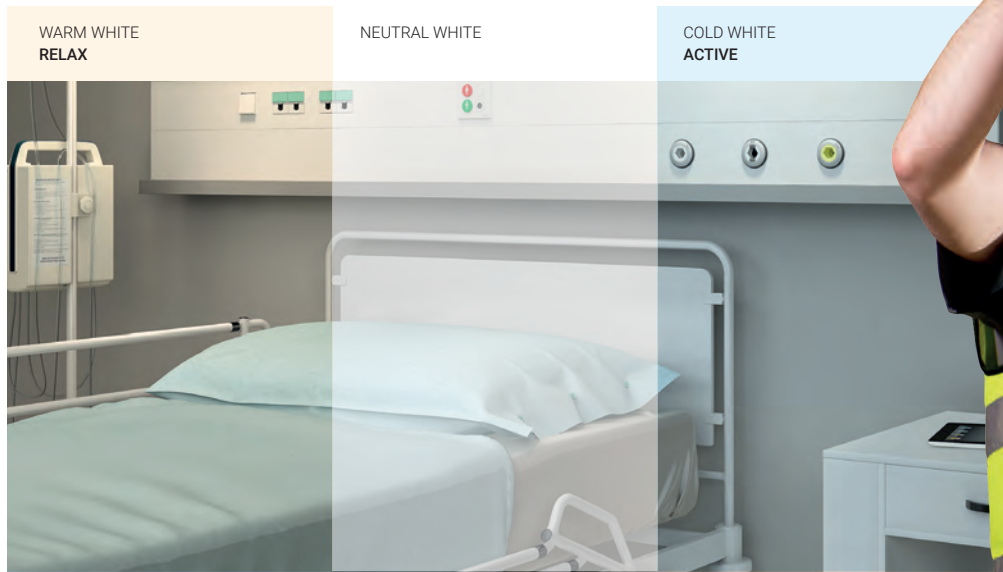 WARM WHITE
RELAX
NEUTRAL WHITE
COLD WHITE
ACTIVE